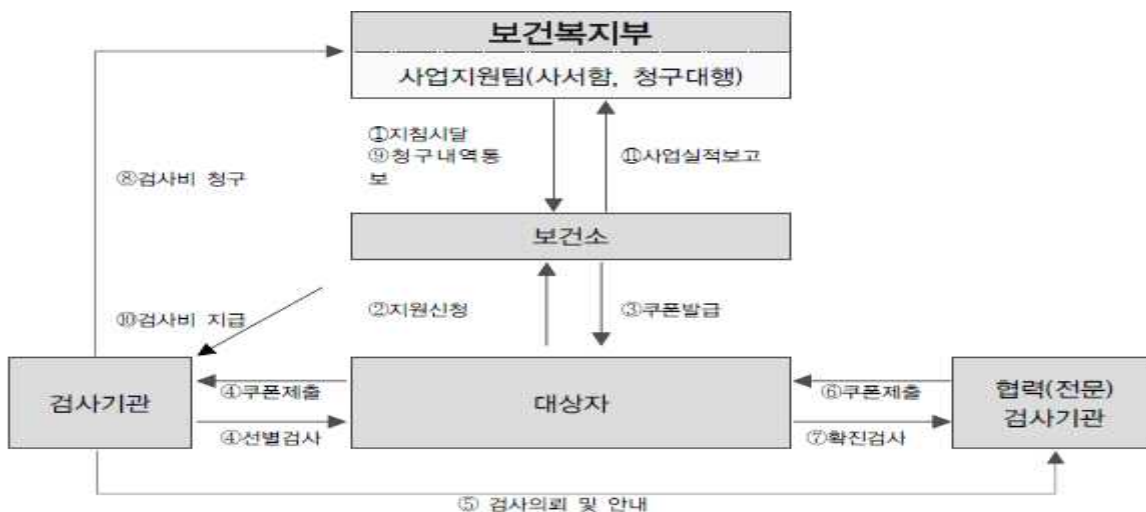 보건복지부
사업지원팀(사서함, 청구대행)
①지침시달
⑨청구내역통
보
⑪사업실적보고
⑧검사비 청구
보건소
②지원신청
③쿠폰발급
⑩검사비 지급
검사기관
④쿠폰제출
④선별검사
대상자
⑥쿠폰제출
⑦확진검사
협력(전문)
검사기관
⑤ 검사의뢰 및 안내